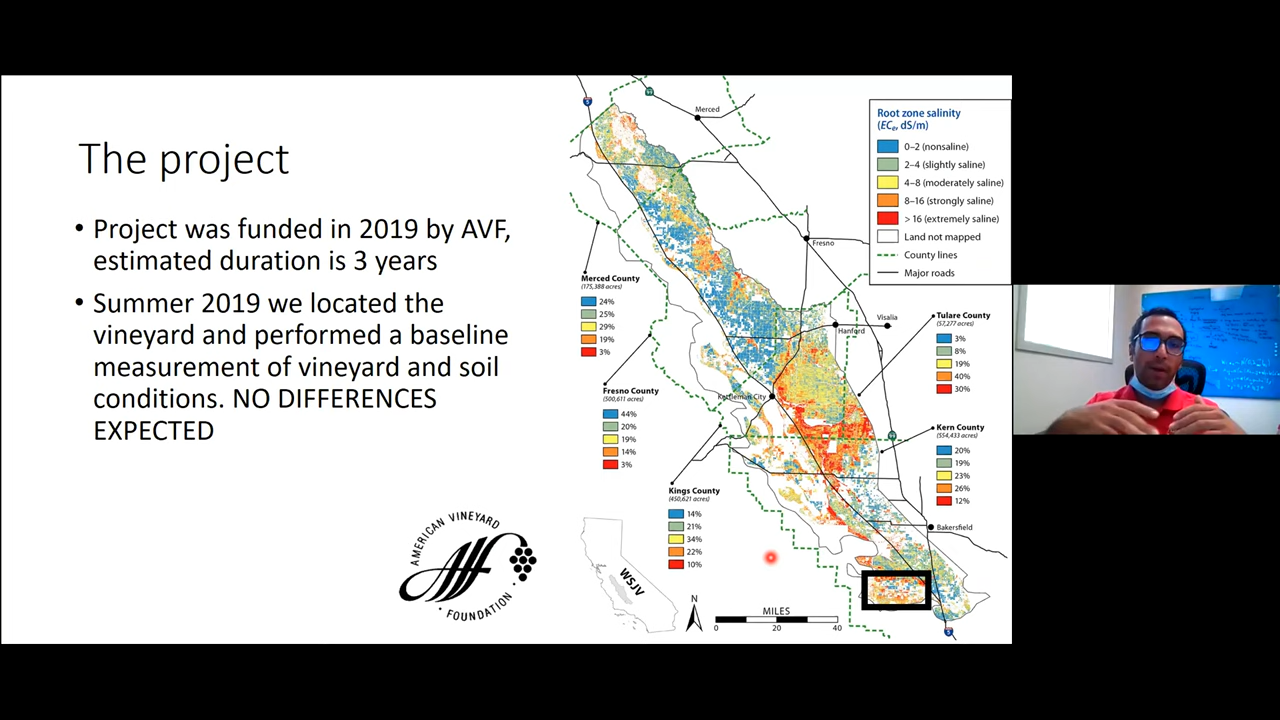 The project
• Project was funded in 2019 by AVF,
estimated duration is 3 years
• Summer 2019 we located the
vineyard and performed a baseline
measurement of vineyard and soil
conditions. NO DIFFERENCES
EXPECTED
AMERICAN VINEYARD
AVF
• FOUNDATION •
Root zone salinity
(ECe, dS/m)
0–2 (nonsaline)
2–4 (slightly saline)
4–8 (moderately saline)
8–16 (strongly saline)
> 16 (extremely saline)
Land not mapped
County lines
Major roads
Merced
Fresno
Visalia
Hanford
Kettleman City
Bakersfield
Merced County
(175,388 acres)
24%
25%
29%
19%
3%
Fresno County
(500,611 acres)
44%
20%
19%
14%
3%
Kings County
(450,621 acres)
14%
21%
34%
22%
10%
Tulare County
(57,277 acres)
3%
8%
19%
40%
30%
Kern County
(554,433 acres)
20%
19%
23%
26%
12%
WSJV
N
MILES
0 20 40